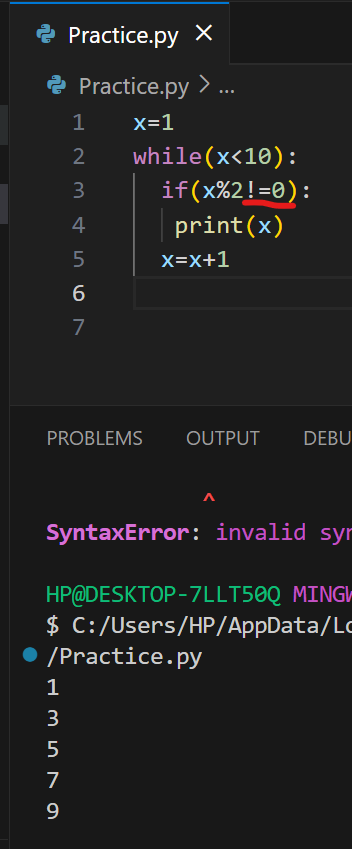 Practice.py ×
Practice.py > ...
1 x=1
2 while(x<10):
3 if(x%2!=0):
4 print(x)
5 x=x+1
6
7
PROBLEMS OUTPUT DEBU
^
SyntaxError: invalid syn
HP@DESKTOP-7LLT50Q MINGW
$ C:/Users/HP/AppData/Lo
/Practice.py
1
3
5
7
9